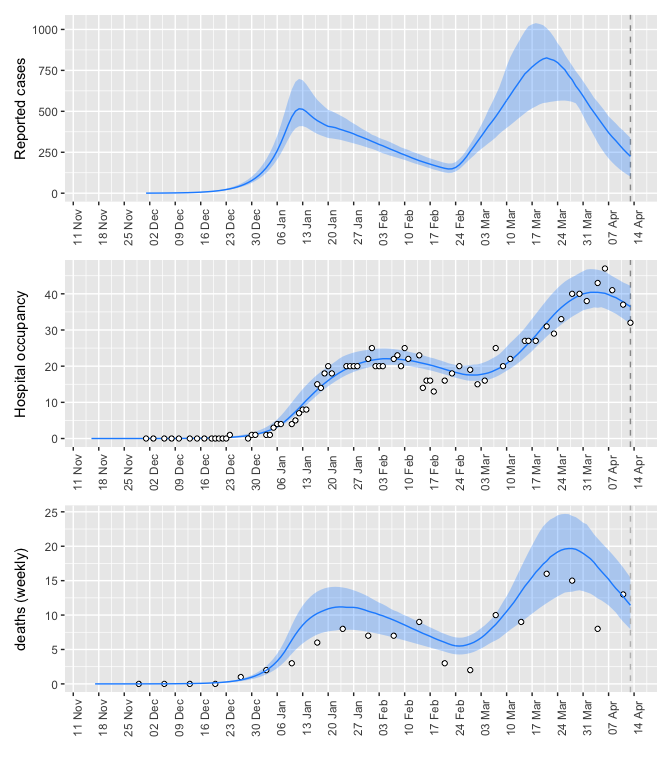 Reported cases
1000
750
500
250
0
11 Nov 18 Nov 25 Nov 02 Dec 09 Dec 16 Dec 23 Dec 30 Dec 06 Jan 13 Jan 20 Jan 27 Jan 03 Feb 10 Feb 17 Feb 24 Feb 03 Mar 10 Mar 17 Mar 24 Mar 31 Mar 07 Apr 14 Apr
Hospital occupancy
40
30
20
10
0
11 Nov 18 Nov 25 Nov 02 Dec 09 Dec 16 Dec 23 Dec 30 Dec 06 Jan 13 Jan 20 Jan 27 Jan 03 Feb 10 Feb 17 Feb 24 Feb 03 Mar 10 Mar 17 Mar 24 Mar 31 Mar 07 Apr 14 Apr
deaths (weekly)
25
20
15
10
5
0
11 Nov 18 Nov 25 Nov 02 Dec 09 Dec 16 Dec 23 Dec 30 Dec 06 Jan 13 Jan 20 Jan 27 Jan 03 Feb 10 Feb 17 Feb 24 Feb 03 Mar 10 Mar 17 Mar 24 Mar 31 Mar 07 Apr 14 Apr